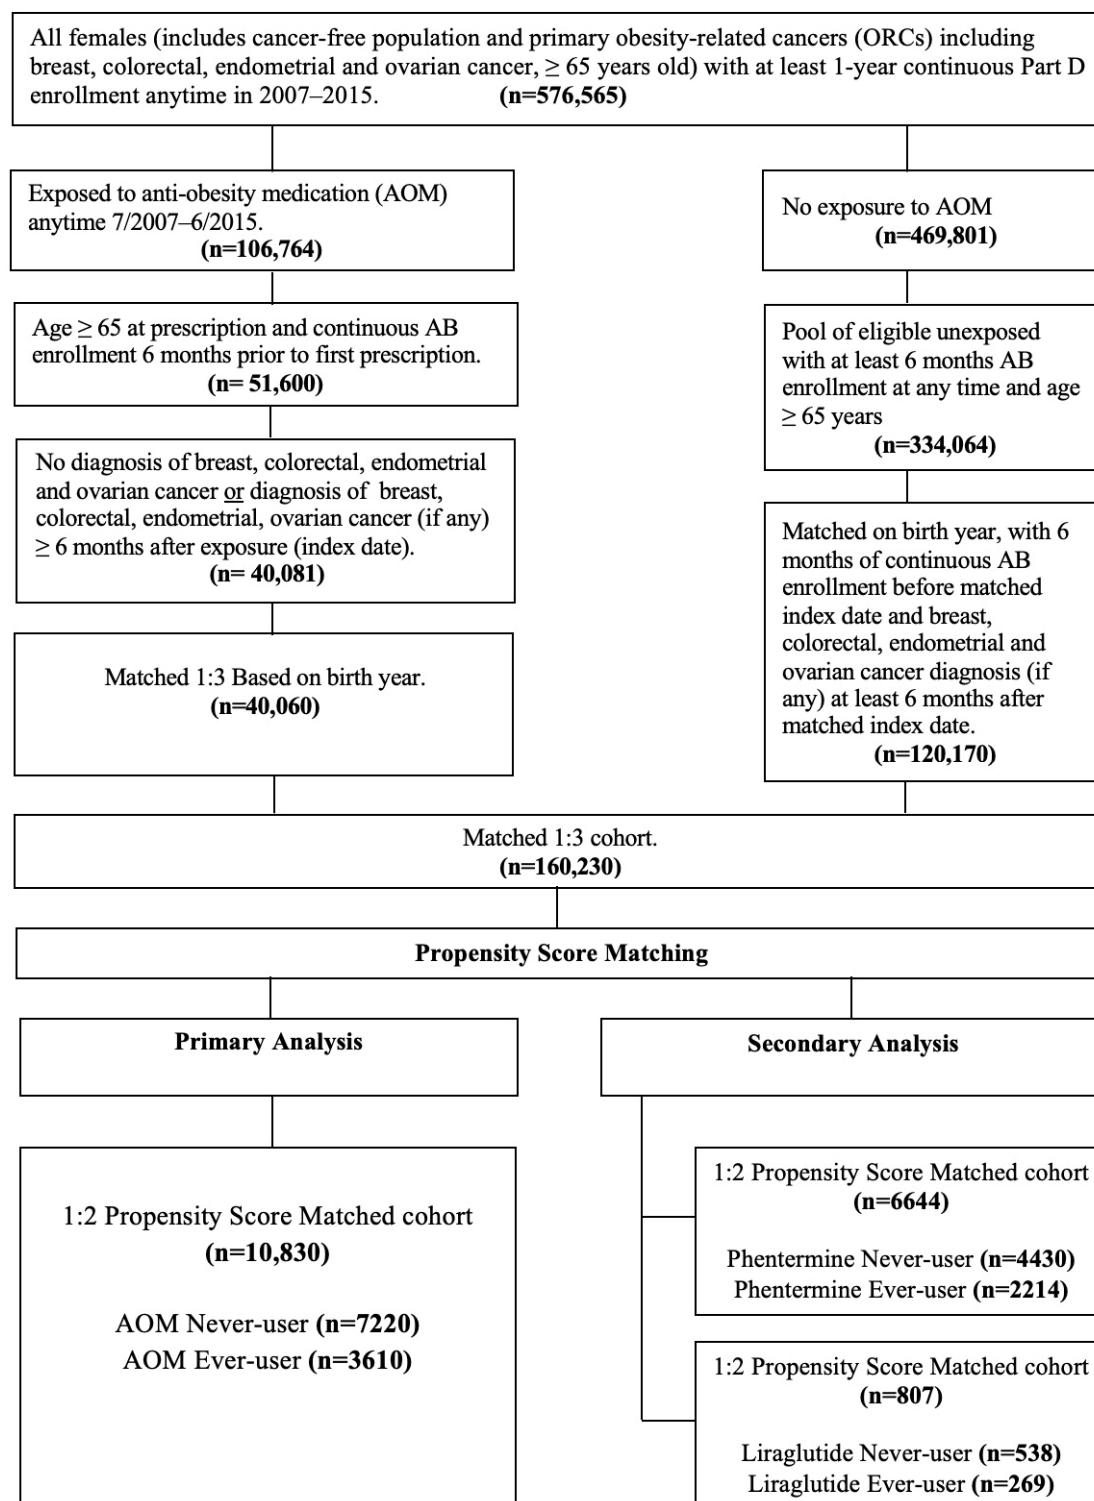 All females (includes cancer-free population and primary obesity-related cancers (ORCs) including
breast, colorectal, endometrial and ovarian cancer, ≥ 65 years old) with at least 1-year continuous Part D
enrollment anytime in 2007–2015. (n=576,565)
Exposed to anti-obesity medication (AOM)
anytime 7/2007–6/2015.
(n=106,764)
No exposure to AOM
(n=469,801)
Age ≥ 65 at prescription and continuous AB
enrollment 6 months prior to first prescription.
(n= 51,600)
Pool of eligible unexposed
with at least 6 months AB
enrollment at any time and age
≥ 65 years
(n=334,064)
No diagnosis of breast, colorectal, endometrial
and ovarian cancer or diagnosis of breast,
colorectal, endometrial, ovarian cancer (if any)
≥ 6 months after exposure (index date).
(n= 40,081)
Matched on birth year, with 6
months of continuous AB
enrollment before matched
index date and breast,
colorectal, endometrial and
ovarian cancer diagnosis (if
any) at least 6 months after
matched index date.
(n=120,170)
Matched 1:3 Based on birth year.
(n=40,060)
Matched 1:3 cohort.
(n=160,230)
Propensity Score Matching
Primary Analysis
Secondary Analysis
1:2 Propensity Score Matched cohort
(n=10,830)
AOM Never-user (n=7220)
AOM Ever-user (n=3610)
1:2 Propensity Score Matched cohort
(n=6644)
Phentermine Never-user (n=4430)
Phentermine Ever-user (n=2214)
1:2 Propensity Score Matched cohort
(n=807)
Liraglutide Never-user (n=538)
Liraglutide Ever-user (n=269)